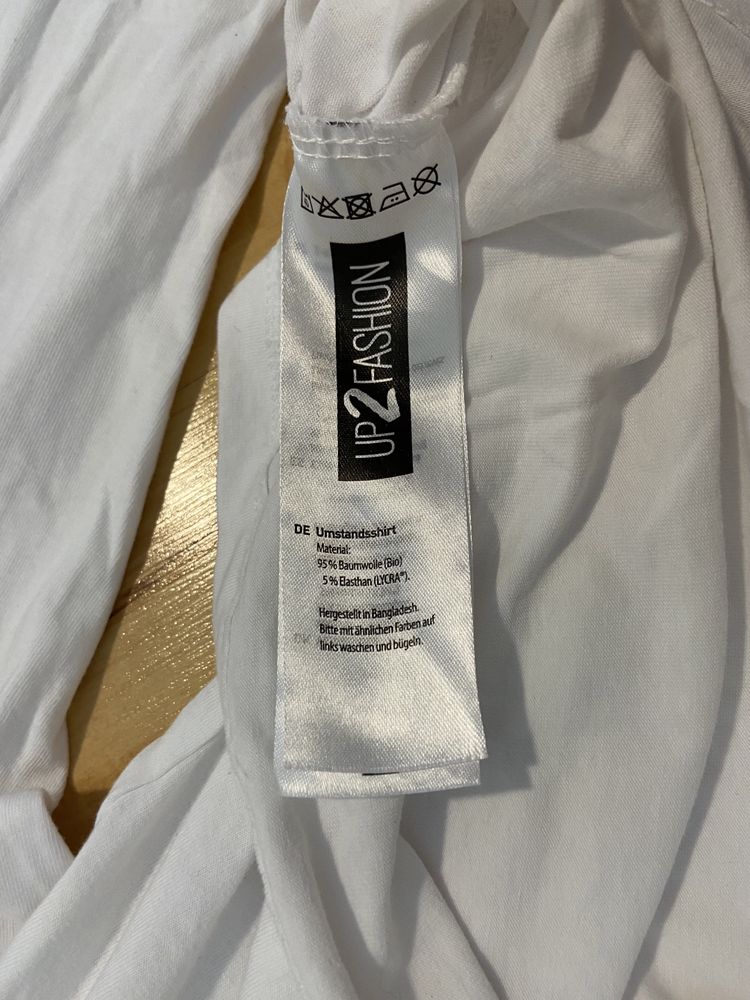 UP2FASHION
DE Umstandsshirt
Material:
95% Baumwolle (Bio)
5% Elasthan (LYCRA®).
Hergestellt in Bangladesh.
Bitte mit ähnlichen Farben auf
links waschen und bügeln.